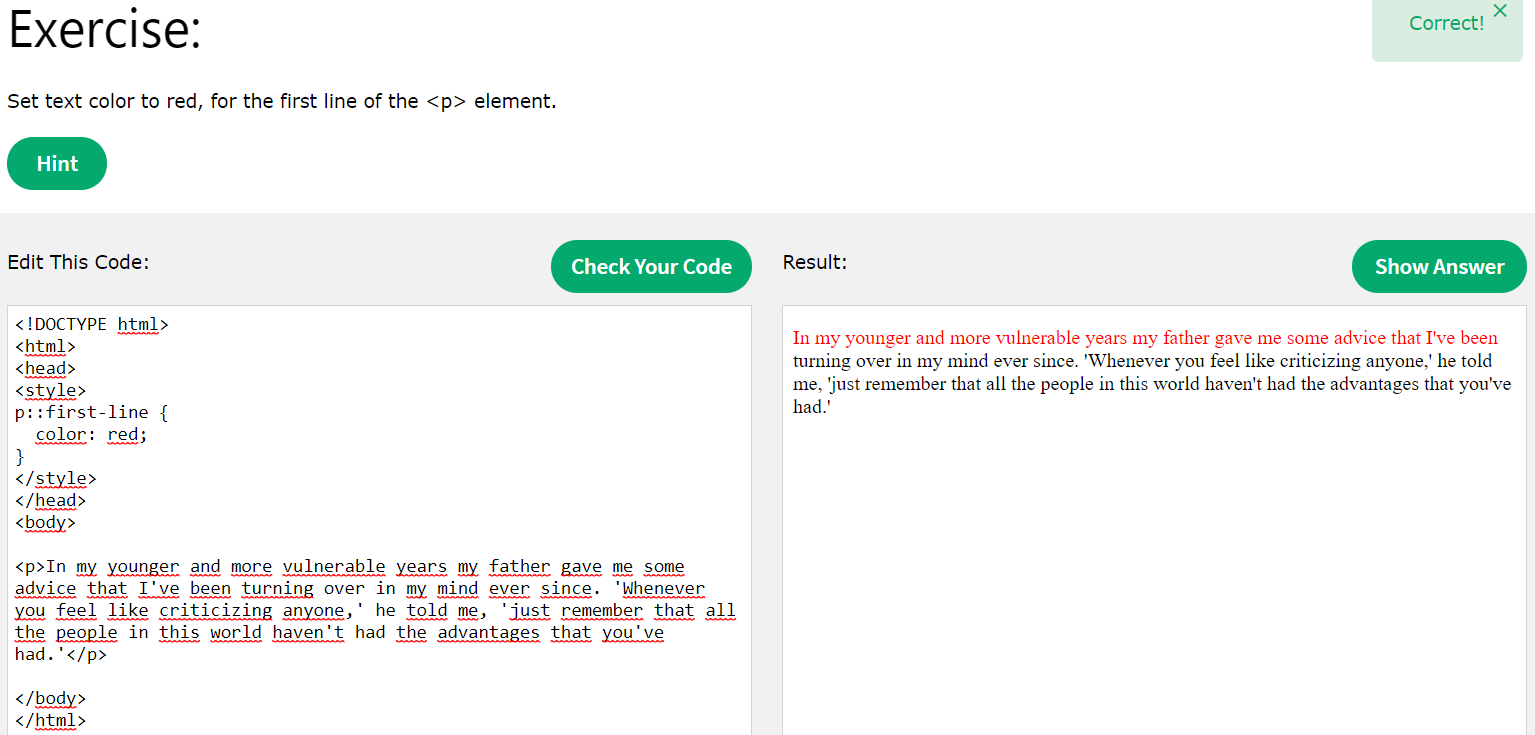 Exercise:
Correct!
×
Set text color to red, for the first line of the <p> element.
Hint
Edit This Code:
Check Your Code
Result:
Show Answer
<!DOCTYPE html>
<html>
<head>
<style>
p::first-line {
  color: red;
}
</style>
</head>
<body>
<p>In my younger and more vulnerable years my father gave me some
advice that I've been turning over in my mind ever since. 'Whenever
you feel like criticizing anyone,' he told me, 'just remember that all
the people in this world haven't had the advantages that you've
had.'</p>
</body>
</html>
In my younger and more vulnerable years my father gave me some advice that I've been
turning over in my mind ever since. 'Whenever you feel like criticizing anyone,' he told
me, 'just remember that all the people in this world haven't had the advantages that you've
had.'